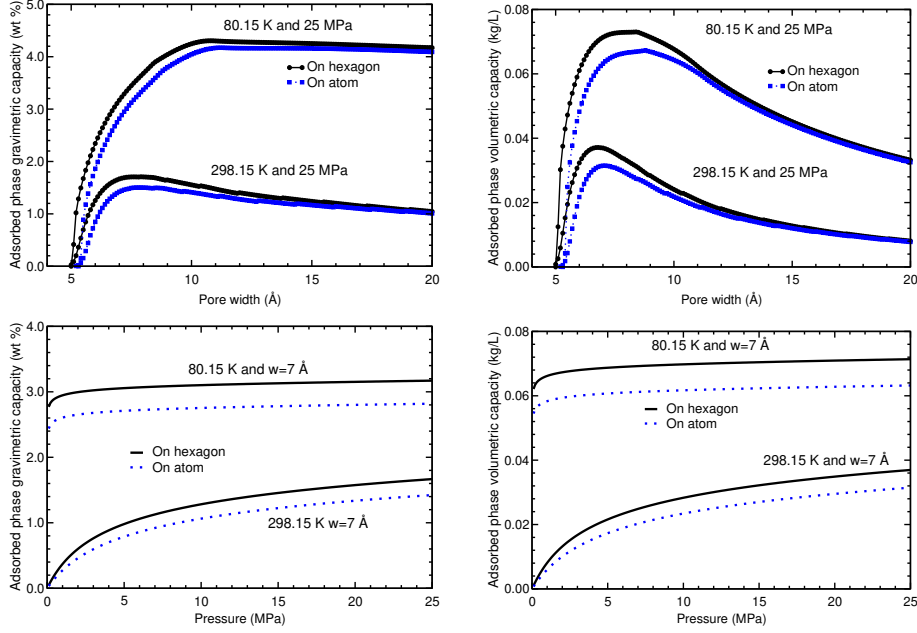 Adsorbed phase gravimetric capacity (wt %)
5.0
4.0
3.0
2.0
1.0
0.0
80.15 K and 25 MPa
On hexagon
On atom
298.15 K and 25 MPa
0
5
10
15
20
Pore width (Å)
Adsorbed phase volumetric capacity (kg/L)
0.08
0.06
0.04
0.02
0.00
80.15 K and 25 MPa
On hexagon
On atom
298.15 K and 25 MPa
0
5
10
15
20
Pore width (Å)
Adsorbed phase gravimetric capacity (wt %)
4.0
3.0
2.0
1.0
0.0
80.15 K and w=7 Å
On hexagon
On atom
298.15 K w=7 Å
0
5
10
15
20
25
Pressure (MPa)
Adsorbed phase volumetric capacity (kg/L)
0.08
0.06
0.04
0.02
0.00
80.15 K and w=7 Å
On hexagon
On atom
298.15 K and w=7 Å
0
5
10
15
20
25
Pressure (MPa)